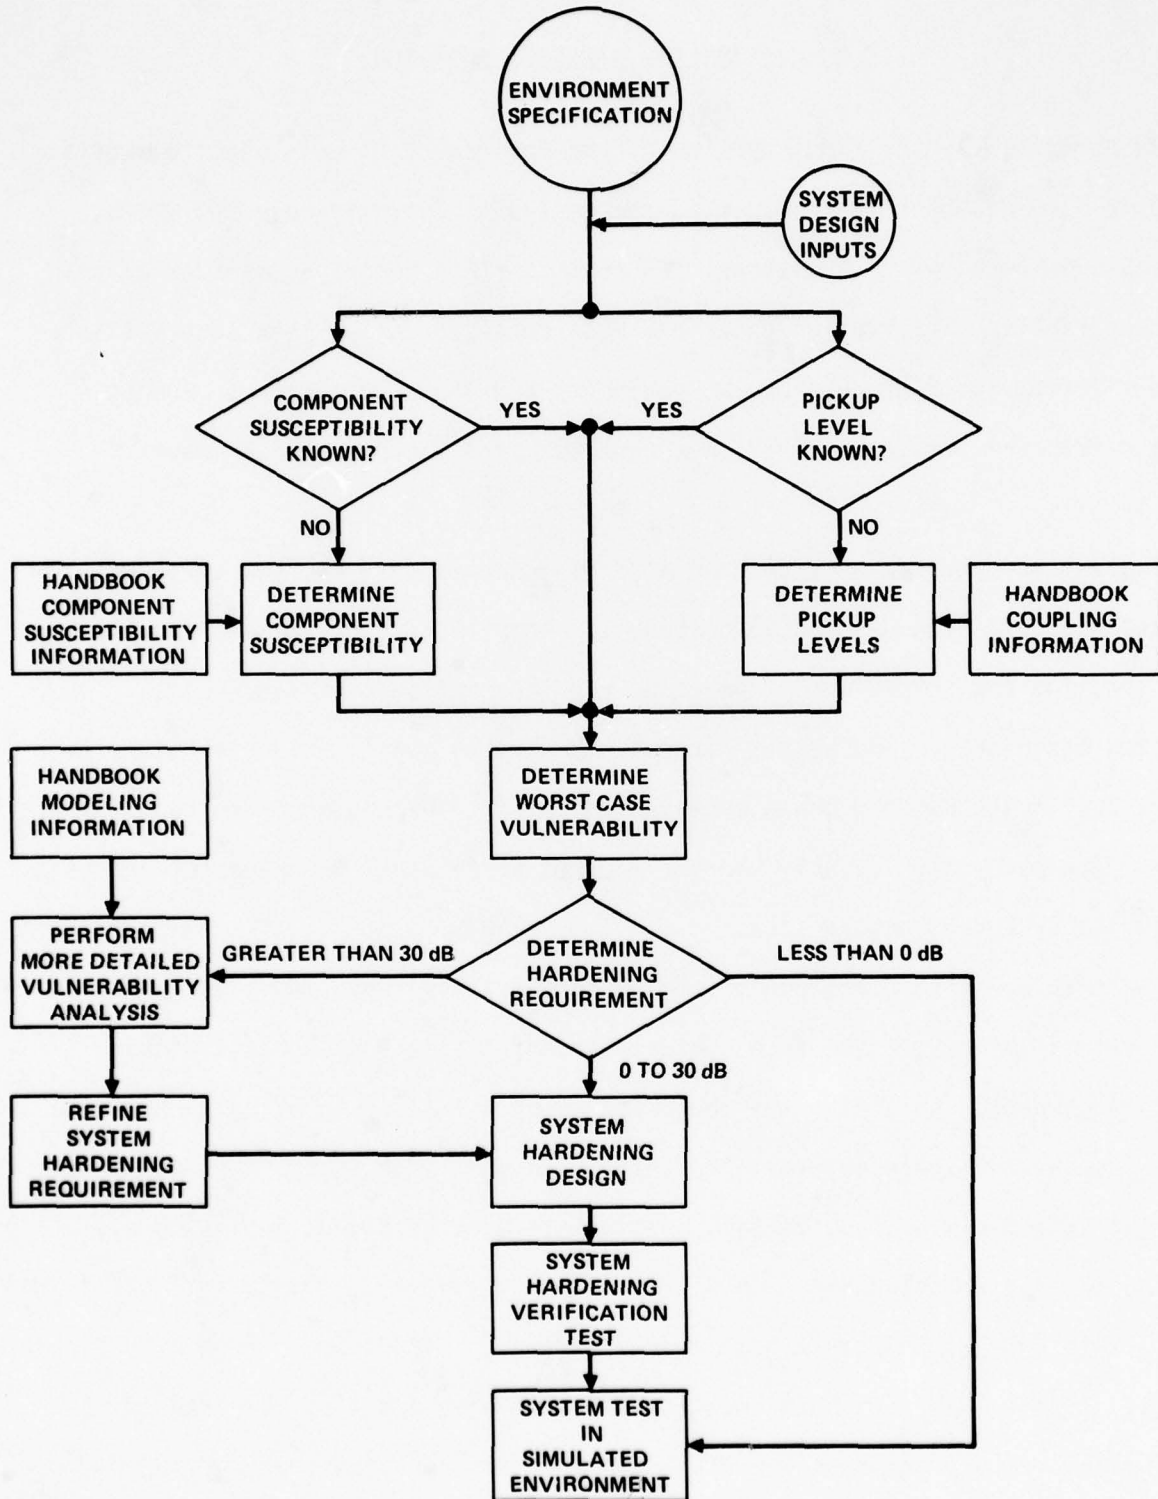 ENVIRONMENT
SPECIFICATION
SYSTEM
DESIGN
INPUTS
COMPONENT
SUSCEPTIBILITY
KNOWN?
YES
YES
PICKUP
LEVEL
KNOWN?
NO
NO
HANDBOOK
COMPONENT
SUSCEPTIBILITY
INFORMATION
DETERMINE
COMPONENT
SUSCEPTIBILITY
DETERMINE
PICKUP
LEVELS
HANDBOOK
COUPLING
INFORMATION
HANDBOOK
MODELING
INFORMATION
DETERMINE
WORST CASE
VULNERABILITY
PERFORM
MORE DETAILED
VULNERABILITY
ANALYSIS
GREATER THAN 30 dB
DETERMINE
HARDENING
REQUIREMENT
LESS THAN 0 dB
0 TO 30 dB
REFINE
SYSTEM
HARDENING
REQUIREMENT
SYSTEM
HARDENING
DESIGN
SYSTEM
HARDENING
VERIFICATION
TEST
SYSTEM TEST
IN
SIMULATED
ENVIRONMENT